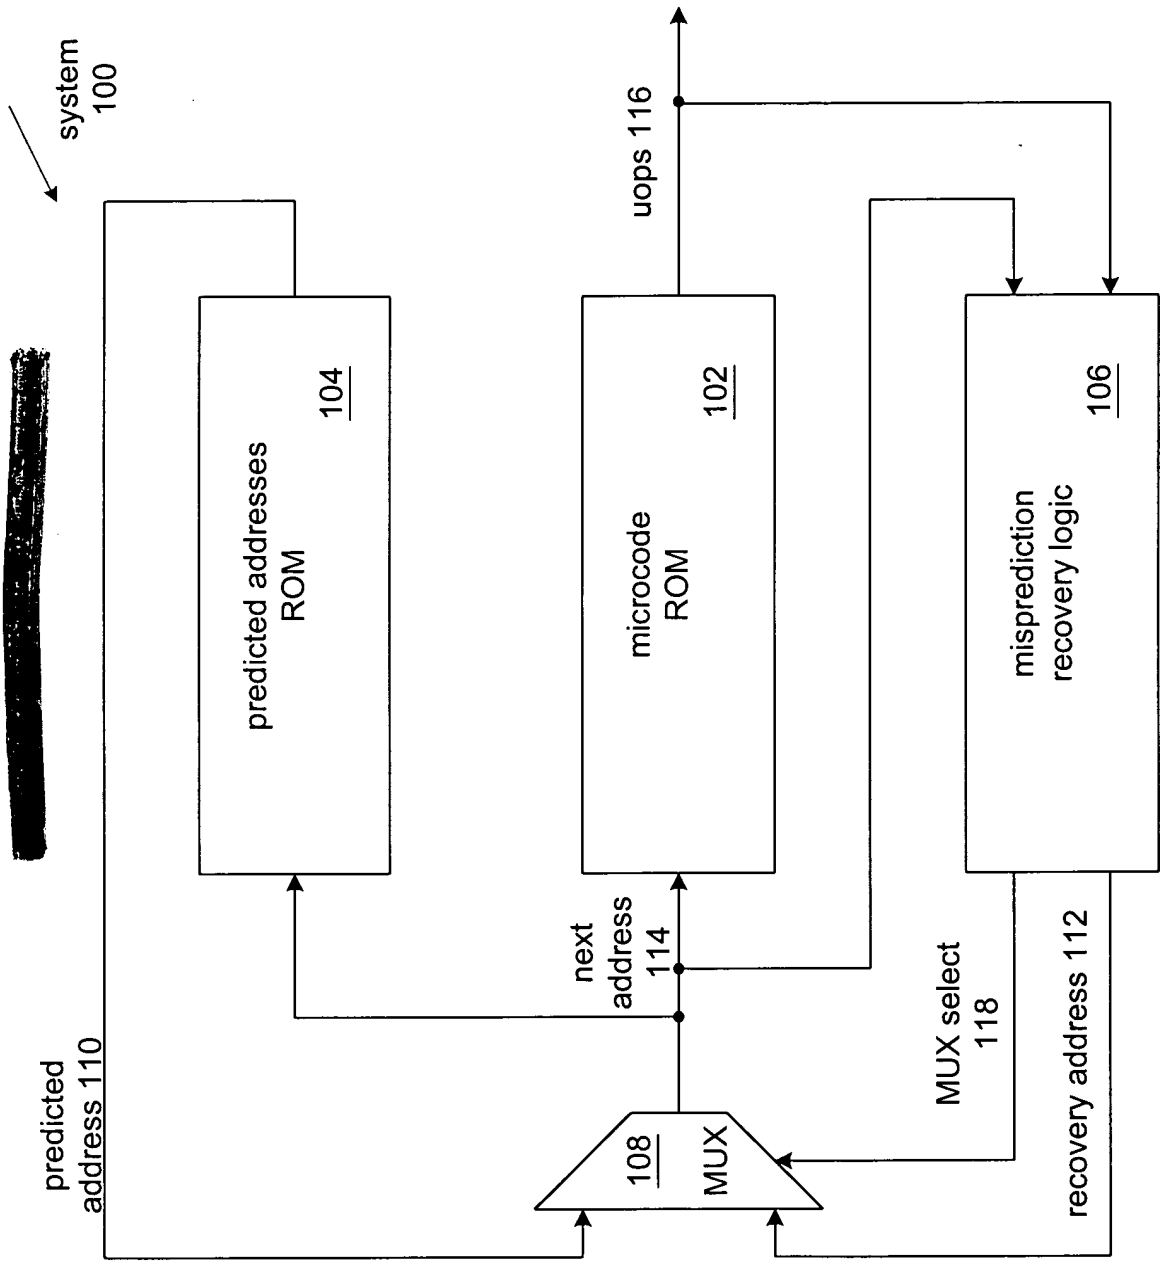 system
100
predicted
address 110
predicted addresses
ROM
104
next
address
114
microcode
ROM
102
uops 116
108
MUX
MUX select
118
recovery address 112
misprediction
recovery logic
106